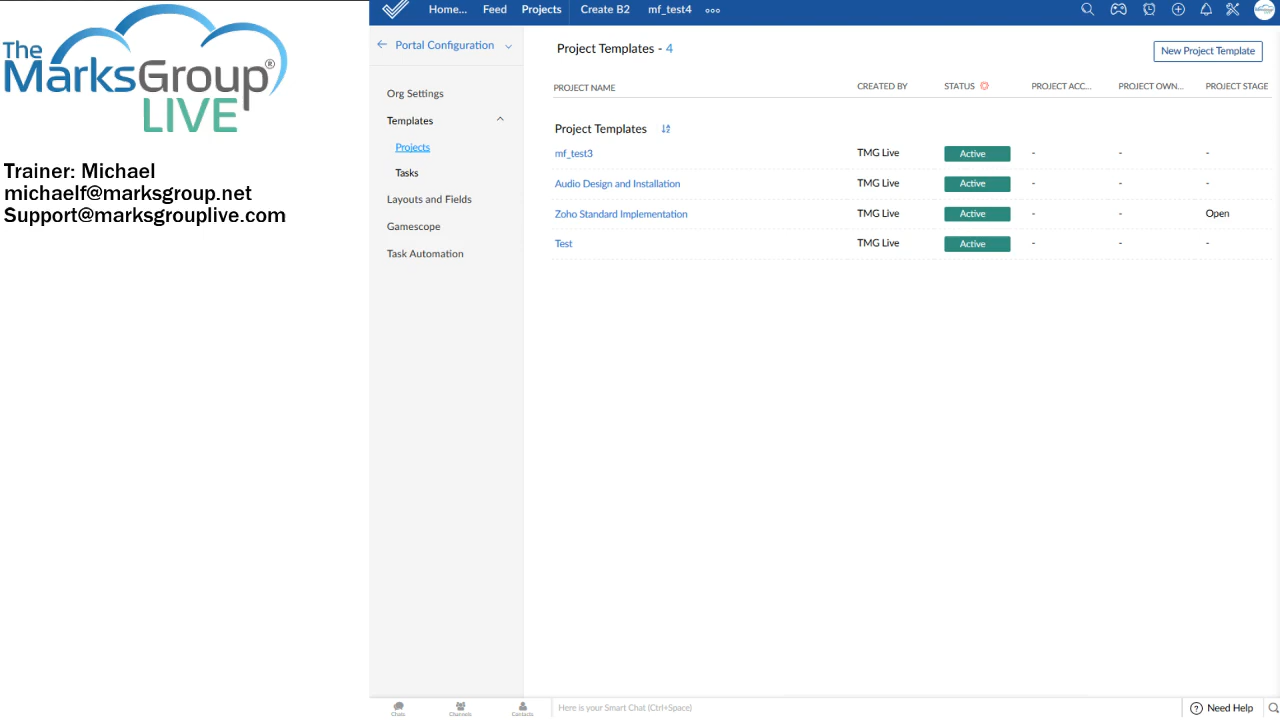 The
MarksGroup®
LIVE
Trainer: Michael
michaelf@marksgroup.net
Support@marksgrouplive.com
Home... Feed Projects Create B2 mf_test4
Portal Configuration
Org Settings
Templates
Projects
Tasks
Layouts and Fields
Gamescope
Task Automation
Project Templates - 4
New Project Template
PROJECT NAME CREATED BY STATUS PROJECT ACC... PROJECT OWN... PROJECT STAGE
Project Templates
mf_test3 TMG Live Active - - -
Audio Design and Installation TMG Live Active - - -
Zoho Standard Implementation TMG Live Active - - Open
Test TMG Live Active - - -
Chats Channels Contacts Here is your Smart Chat (Ctrl+Space) Need Help